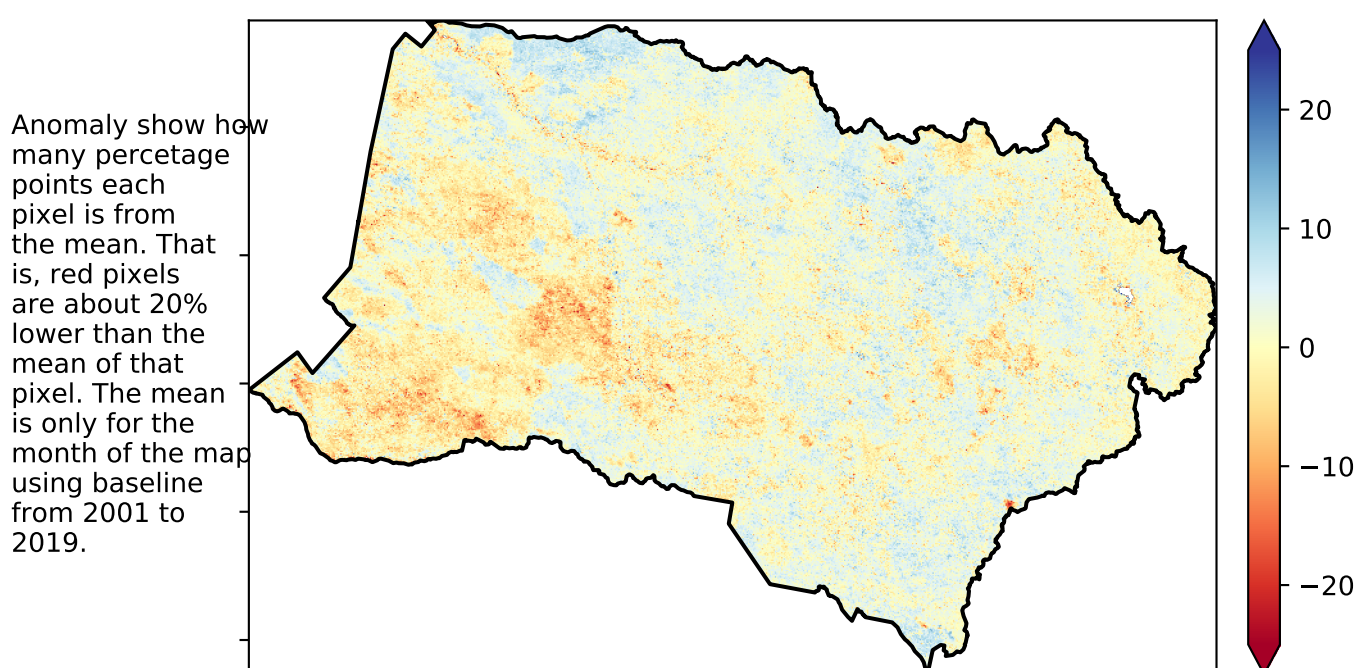 Anomaly show how
many percetage
points each
pixel is from
the mean. That
is, red pixels
are about 20%
lower than the
mean of that
pixel. The mean
is only for the
month of the map
using baseline
from 2001 to
2019.
20
10
0
−10
−20